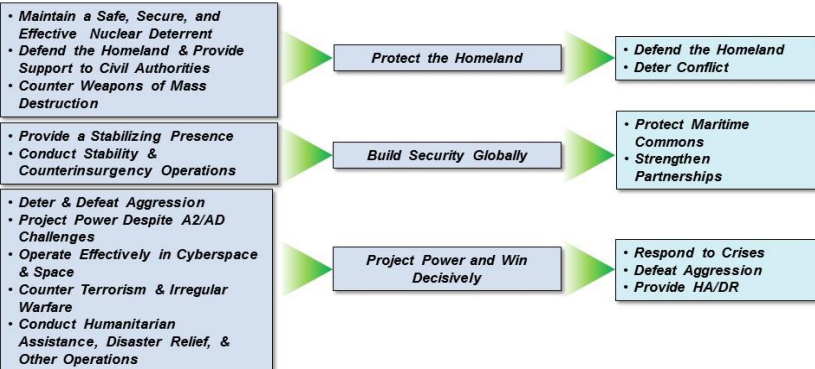 • Maintain a Safe, Secure, and
Effective Nuclear Deterrent
• Defend the Homeland & Provide
Support to Civil Authorities
• Counter Weapons of Mass
Destruction
Protect the Homeland
• Defend the Homeland
• Deter Conflict
• Provide a Stabilizing Presence
• Conduct Stability &
Counterinsurgency Operations
Build Security Globally
• Protect Maritime
Commons
• Strengthen
Partnerships
• Deter & Defeat Aggression
• Project Power Despite A2/AD
Challenges
• Operate Effectively in Cyberspace
& Space
• Counter Terrorism & Irregular
Warfare
• Conduct Humanitarian
Assistance, Disaster Relief, &
Other Operations
Project Power and Win
Decisively
• Respond to Crises
• Defeat Aggression
• Provide HA/DR